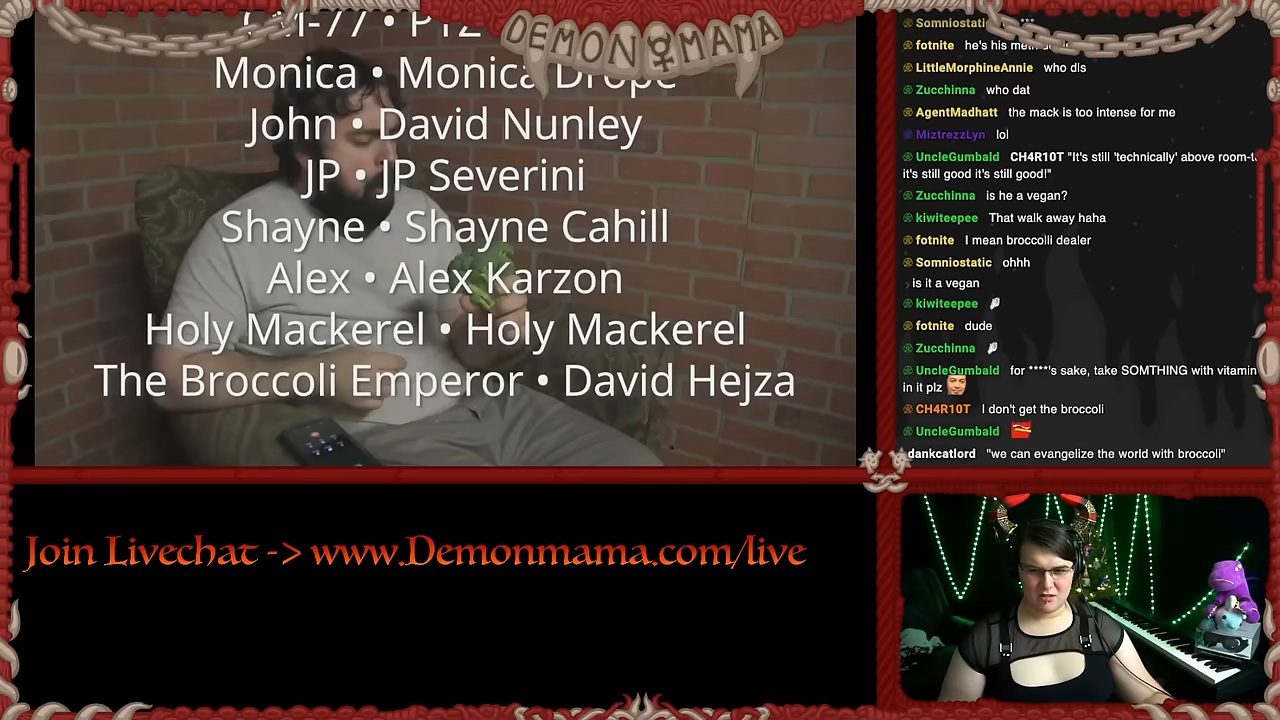 DEMON MAMA
Monica • Monica Drope
John • David Nunley
JP • JP Severini
Shayne • Shayne Cahill
Alex • Alex Karzon
Holy Mackerel • Holy Mackerel
The Broccoli Emperor • David Hejza
Join Livechat -> www.Demonmama.com/live
Somniostatic ***
fotnite he's his
LittleMorphineAnnie who dis
Zucchinna who dat
AgentMadhatt the mack is too intense for me
MiztrezzLyn lol
UncleGumbald CH4R10T "It's still 'technically' above
it's still good it's still good!"
Zucchinna is he a vegan?
kiwiteepee That walk away haha
fotnite I mean broccolli dealer
Somniostatic ohhh
is it a vegan
kiwiteepee
fotnite dude
Zucchinna
UncleGumbald for ****'s sake, take SOMTHING with vitamin
in it plz
CH4R10T I don't get the broccoli
UncleGumbald
dankcatlord "we can evangelize the world with broccoli"